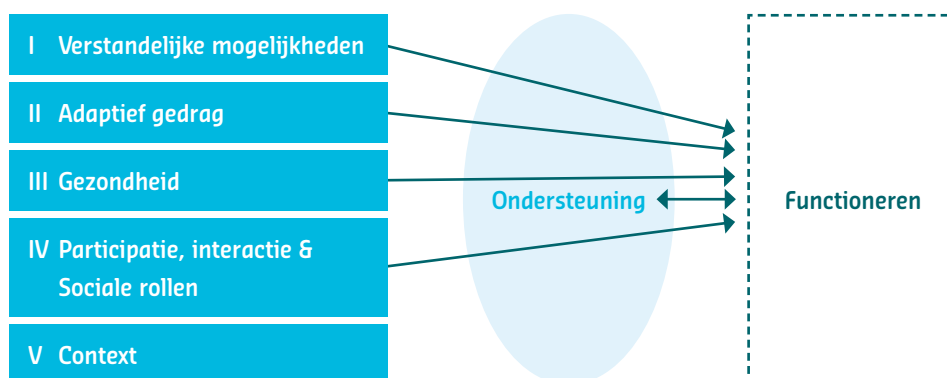 I Verstandelijke mogelijkheden
II Adaptief gedrag
III Gezondheid
IV Participatie, interactie &
Sociale rollen
V Context
Ondersteuning
Functioneren